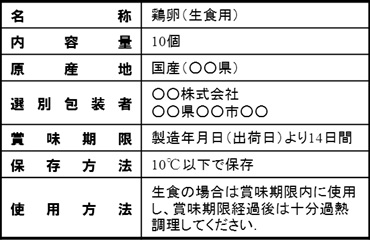 名称 鶏卵(生食用)
内容量 10個
原産地 国産(〇〇県)
選別包装者 〇〇株式会社
〇〇県〇〇市〇〇
賞味期限 製造年月日(出荷日)より14日間
保存方法 10℃以下で保存
使用方法 生食の場合は賞味期限内に使用
し、賞味期限経過後は十分過熱
調理してください.